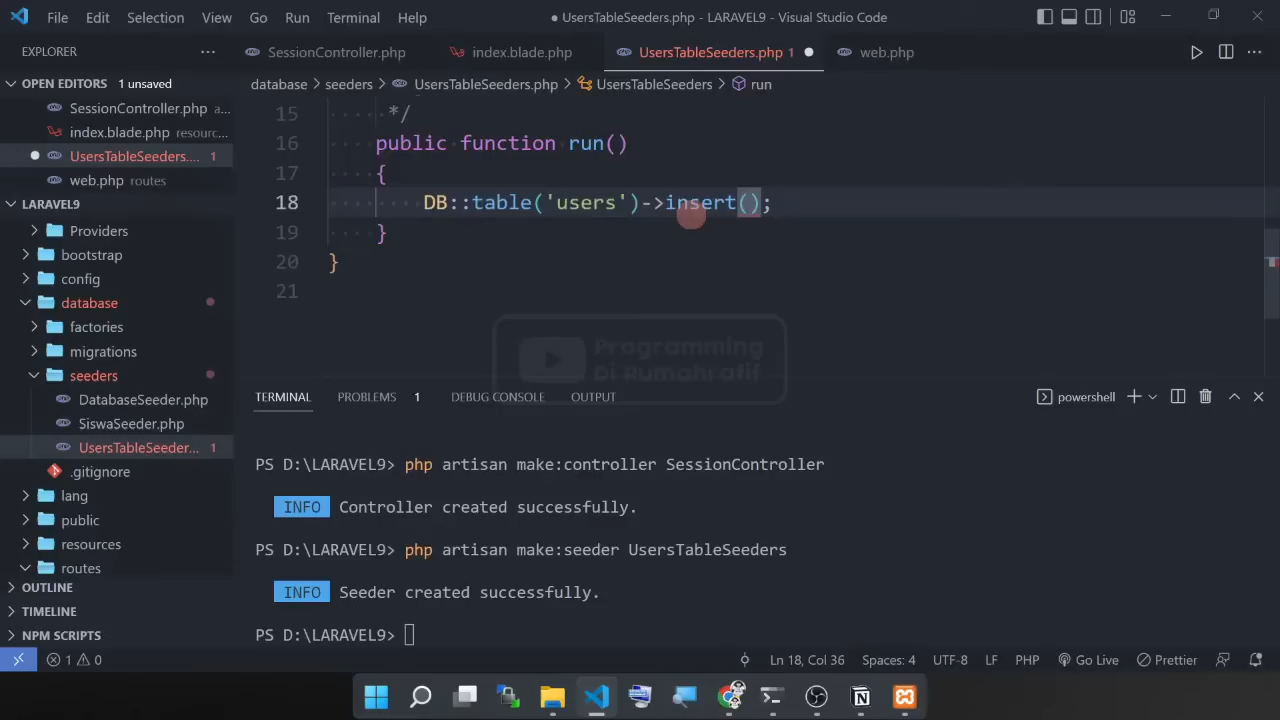 File Edit Selection View Go Run Terminal Help ● UsersTableSeeders.php - LARAVEL9 - Visual Studio Code
EXPLORER ··· SessionController.php index.blade.php UsersTableSeeders.php 1 ● web.php ···
OPEN EDITORS 1 unsaved
SessionController.php a...
index.blade.php resourc...
UsersTableSeeders.... 1
web.php routes
LARAVEL9
Providers
bootstrap
config
database
factories
migrations
seeders
DatabaseSeeder.php
SiswaSeeder.php
UsersTableSeeder... 1
.gitignore
lang
public
resources
routes
OUTLINE
TIMELINE
NPM SCRIPTS
database > seeders > UsersTableSeeders.php > UsersTableSeeders > run
15 */
16 public function run()
17 {
18 DB::table('users')->insert();
19 }
20 }
21
Programming
Di Rumahrafif
TERMINAL PROBLEMS 1 DEBUG CONSOLE OUTPUT powershell
PS D:\LARAVEL9> php artisan make:controller SessionController
INFO Controller created successfully.
PS D:\LARAVEL9> php artisan make:seeder UsersTableSeeders
INFO Seeder created successfully.
PS D:\LARAVEL9>
1 0 Ln 18, Col 36 Spaces: 4 UTF-8 LF PHP Go Live Prettier